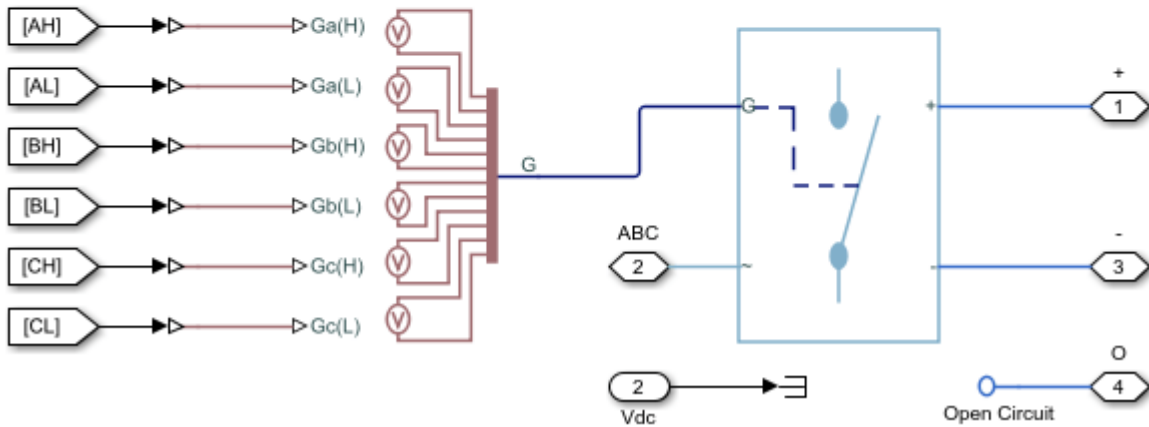 [AH] Ga(H)
[AL] Ga(L)
[BH] Gb(H)
[BL] Gb(L)
[CH] Gc(H)
[CL] Gc(L)
V
V
V
V
V
V
G
G
+
+
1
ABC
2
~
-
-
3
2
Vdc
O
4
Open Circuit